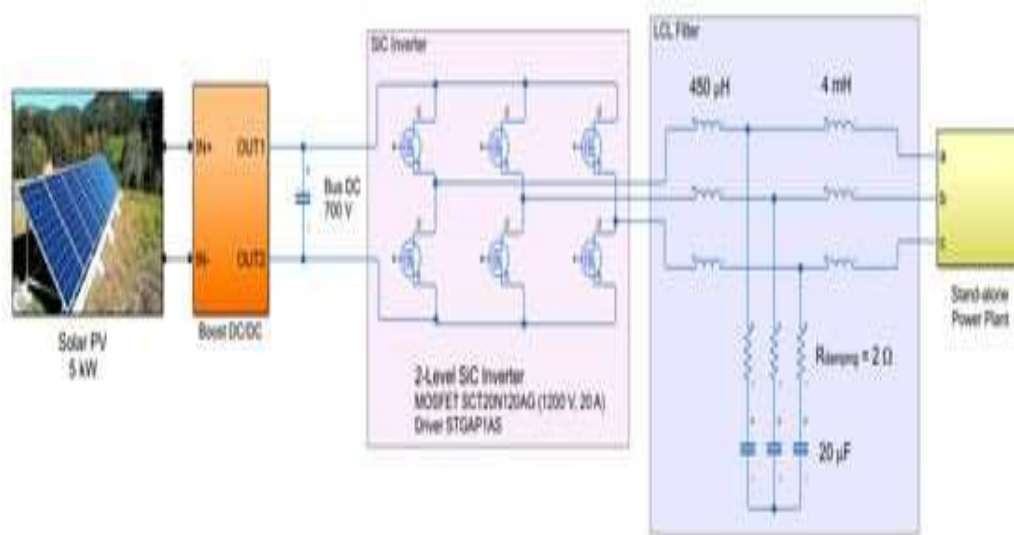 SiC Inverter
LCL Filter
450 µH
4 mH
IN+
OUT1
Bus DC
700 V
a
b
c
IN-
OUT2
Boost DC/DC
Solar PV
5 kW
Stand-alone
Power Plant
Rdamping = 2 Ω
2-Level SiC Inverter
MOSFET SCT20N120AG (1200 V, 20 A)
Driver STGAP1AS
20 µF